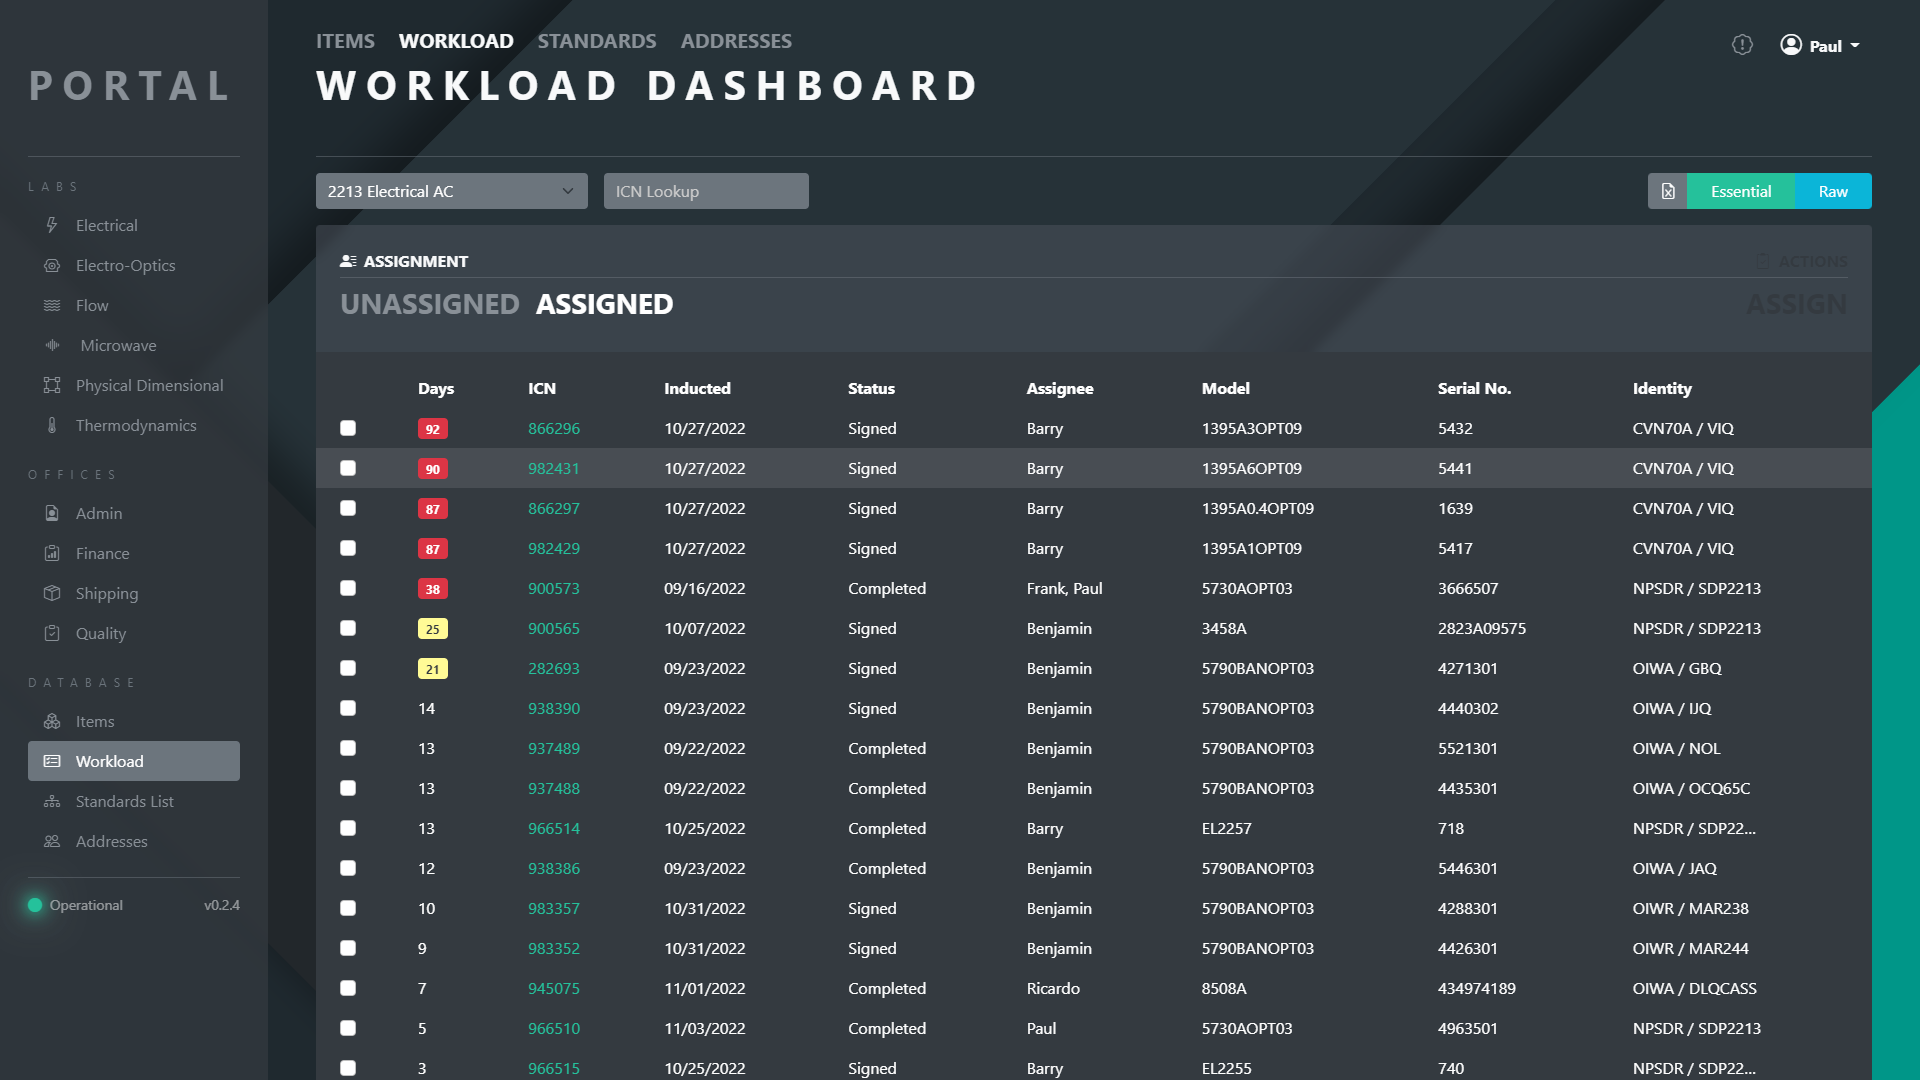 PORTAL
LABS
Electrical
Electro-Optics
Flow
Microwave
Physical Dimensional
Thermodynamics
OFFICES
Admin
Finance
Shipping
Quality
DATABASE
Items
Workload
Standards List
Addresses
Operational v0.2.4
ITEMS WORKLOAD STANDARDS ADDRESSES
Paul
WORKLOAD DASHBOARD
2213 Electrical AC ICN Lookup Essential Raw
ASSIGNMENT ACTIONS
UNASSIGNED ASSIGNED ASSIGN
Days ICN Inducted Status Assignee Model Serial No. Identity
92 866296 10/27/2022 Signed Barry 1395A3OPT09 5432 CVN70A / VIQ
90 982431 10/27/2022 Signed Barry 1395A6OPT09 5441 CVN70A / VIQ
87 866297 10/27/2022 Signed Barry 1395A0.4OPT09 1639 CVN70A / VIQ
87 982429 10/27/2022 Signed Barry 1395A1OPT09 5417 CVN70A / VIQ
38 900573 09/16/2022 Completed Frank, Paul 5730AOPT03 3666507 NPSDR / SDP2213
25 900565 10/07/2022 Signed Benjamin 3458A 2823A09575 NPSDR / SDP2213
21 282693 09/23/2022 Signed Benjamin 5790BANOPT03 4271301 OIWA / GBQ
14 938390 09/23/2022 Signed Benjamin 5790BANOPT03 4440302 OIWA / IJQ
13 937489 09/22/2022 Completed Benjamin 5790BANOPT03 5521301 OIWA / NOL
13 937488 09/22/2022 Completed Benjamin 5790BANOPT03 4435301 OIWA / OCQ65C
13 966514 10/25/2022 Completed Barry EL2257 718 NPSDR / SDP22...
12 938386 09/23/2022 Completed Benjamin 5790BANOPT03 5446301 OIWA / JAQ
10 983357 10/31/2022 Signed Benjamin 5790BANOPT03 4288301 OIWR / MAR238
9 983352 10/31/2022 Signed Benjamin 5790BANOPT03 4426301 OIWR / MAR244
7 945075 11/01/2022 Completed Ricardo 8508A 434974189 OIWA / DLQCASS
5 966510 11/03/2022 Completed Paul 5730AOPT03 4963501 NPSDR / SDP2213
3 966515 10/25/2022 Signed Barry EL2255 740 NPSDR / SDP22...